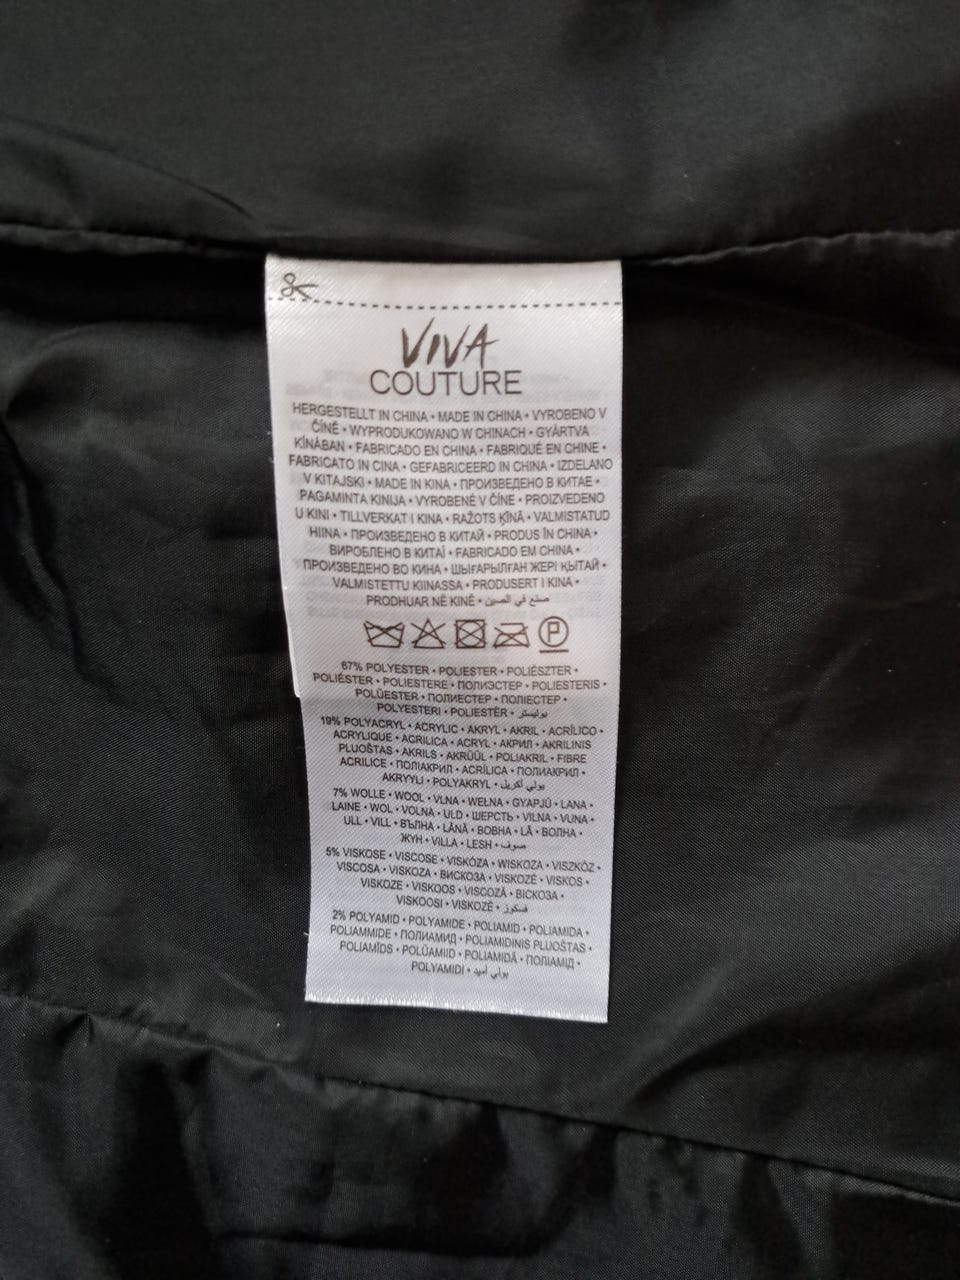 VIVA
COUTURE
HERGESTELLT IN CHINA • MADE IN CHINA • VYROBENO V
ČÍNĚ • WYPRODUKOWANO W CHINACH • GYÁRTVA
KÍNÁBAN • FABRICADO EN CHINA • FABRIQUÉ EN CHINE •
FABRICATO IN CINA • GEFABRICEERD IN CHINA • IZDELANO
V KITAJSKI • MADE IN KINA • ПРОИЗВЕДЕНО В КИТАЕ •
PAGAMINTA KINIJA • VYROBENÉ V ČÍNE • PROIZVEDENO
U KINI • TILLVERKAT I KINA • RAŽOTS ĶĪNĀ • VALMISTATUD
HIINA • ПРОИЗВЕДЕНО В КИТАЙ • PRODUS ÎN CHINA •
ВИРОБЛЕНО В КИТАЇ • FABRICADO EM CHINA •
ПРОИЗВЕДЕНО ВО КИНА • ШЫҒАРЫЛҒАН ЖЕРІ ҚЫТАЙ •
VALMISTETTU KIINASSA • PRODUSERT I KINA •
PRODHUAR NË KINË • صنع في الصين
P
67% POLYESTER • POLIESTER • POLIÉSZTER •
POLIÉSTER • POLIESTERE • ПОЛИЭСТЕР • POLIESTERIS •
POLÜESTER • ПОЛИЕСТЕР • ПОЛІЕСТЕР •
POLYESTERI • POLIESTËR • بوليستر
19% POLYACRYL • ACRYLIC • AKRYL • AKRIL • ACRÍLICO •
ACRYLIQUE • ACRILICA • ACRYL • АКРИЛ • AKRILINIS
PLUOŠTAS • AKRILS • AKRÜÜL • POLIAKRIL • FIBRE
ACRILICE • ПОЛІАКРИЛ • ACRÍLICA • ПОЛИАКРИЛ •
AKRYYLI • POLYAKRYL • بولي أكريل
7% WOLLE • WOOL • VLNA • WEŁNA • GYAPJÚ • LANA •
LAINE • WOL • VOLNA • ULD • ШЕРСТЬ • VILNA • VUNA •
ULL • VILL • ВЪЛНА • LÂNĂ • ВОВНА • LÃ • ВОЛНА •
ЖҮН • VILLA • LESH • صوف
5% VISKOSE • VISCOSE • VISKÓZA • WISKOZA • VISZKÓZ •
VISCOSA • VISKOZA • ВИСКОЗА • VISKOZĖ • VISKOS •
VISKOZE • VISKOOS • VISCOZĂ • ВІСКОЗА •
VISKOOSI • VISKOZË • فسكوز
2% POLYAMID • POLYAMIDE • POLIAMID • POLIAMIDA •
POLIAMMIDE • ПОЛИАМИД • POLIAMIDINIS PLUOŠTAS •
POLIAMĪDS • POLÜAMIID • POLIAMIDĂ • ПОЛІАМІД •
POLYAMIDI • بولي أميد